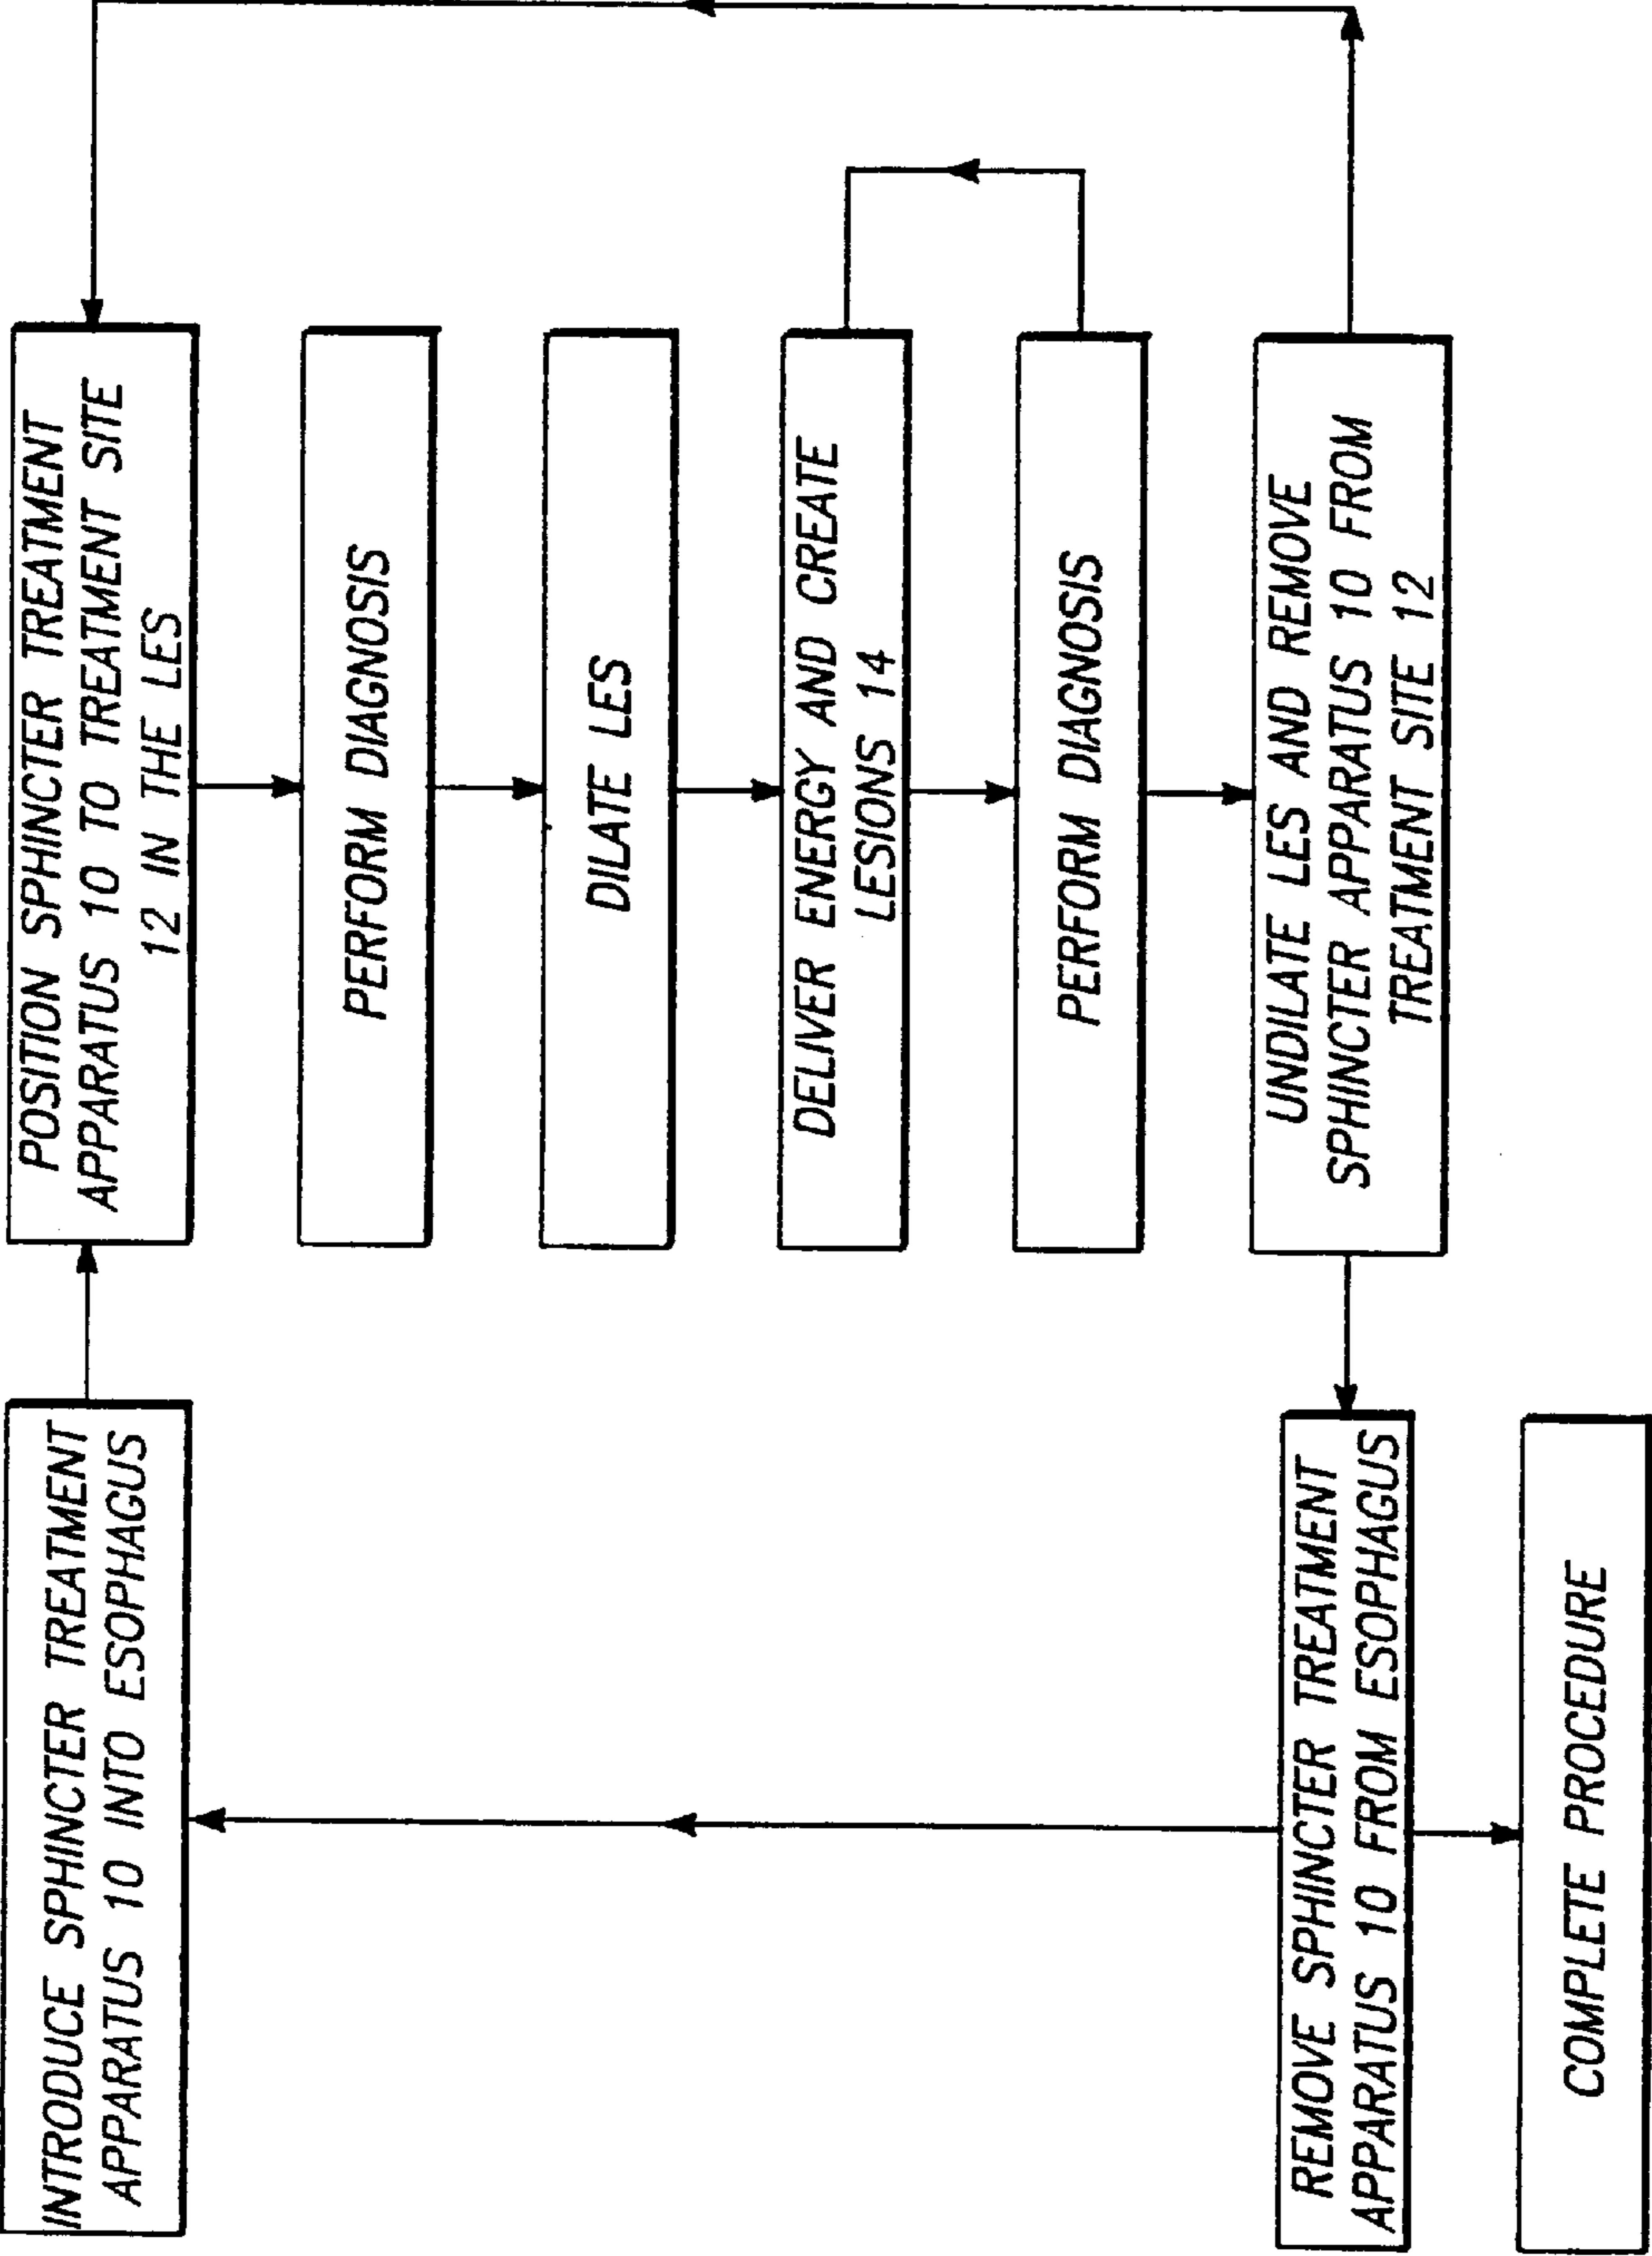 INTRODUCE SPHINCTER TREATMENT
APPARATUS 10 INTO ESOPHAGUS
POSITION SPHINCTER TREATMENT
APPARATUS 10 TO TREATMENT SITE
12 IN THE LES
PERFORM DIAGNOSIS
DILATE LES
DELIVER ENERGY AND CREATE
LESIONS 14
PERFORM DIAGNOSIS
UNDILATE LES AND REMOVE
SPHINCTER APPARATUS 10 FROM
TREATMENT SITE 12
REMOVE SPHINCTER TREATMENT
APPARATUS 10 FROM ESOPHAGUS
COMPLETE PROCEDURE